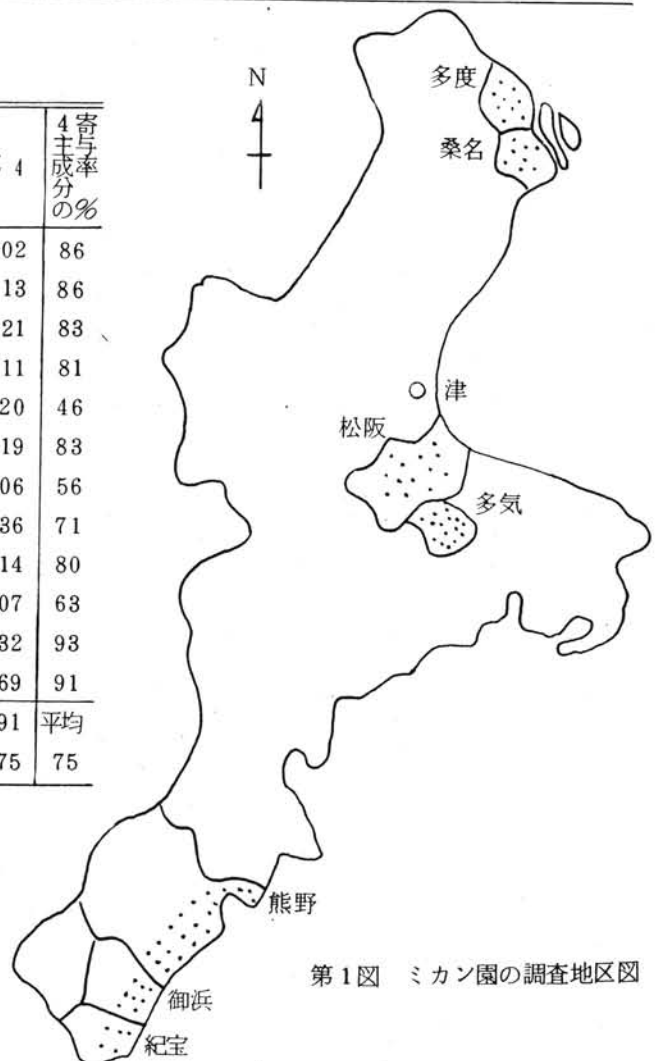 4 寄与率
主成分の%
4
02 86
13 86
21 83
11 81
20 46
19 83
06 56
36 71
14 80
07 63
32 93
69 91
91 平均
75 75
N
多度
桑名
津
松阪
多気
熊野
御浜
紀宝
第1図 ミカン園の調査地区図